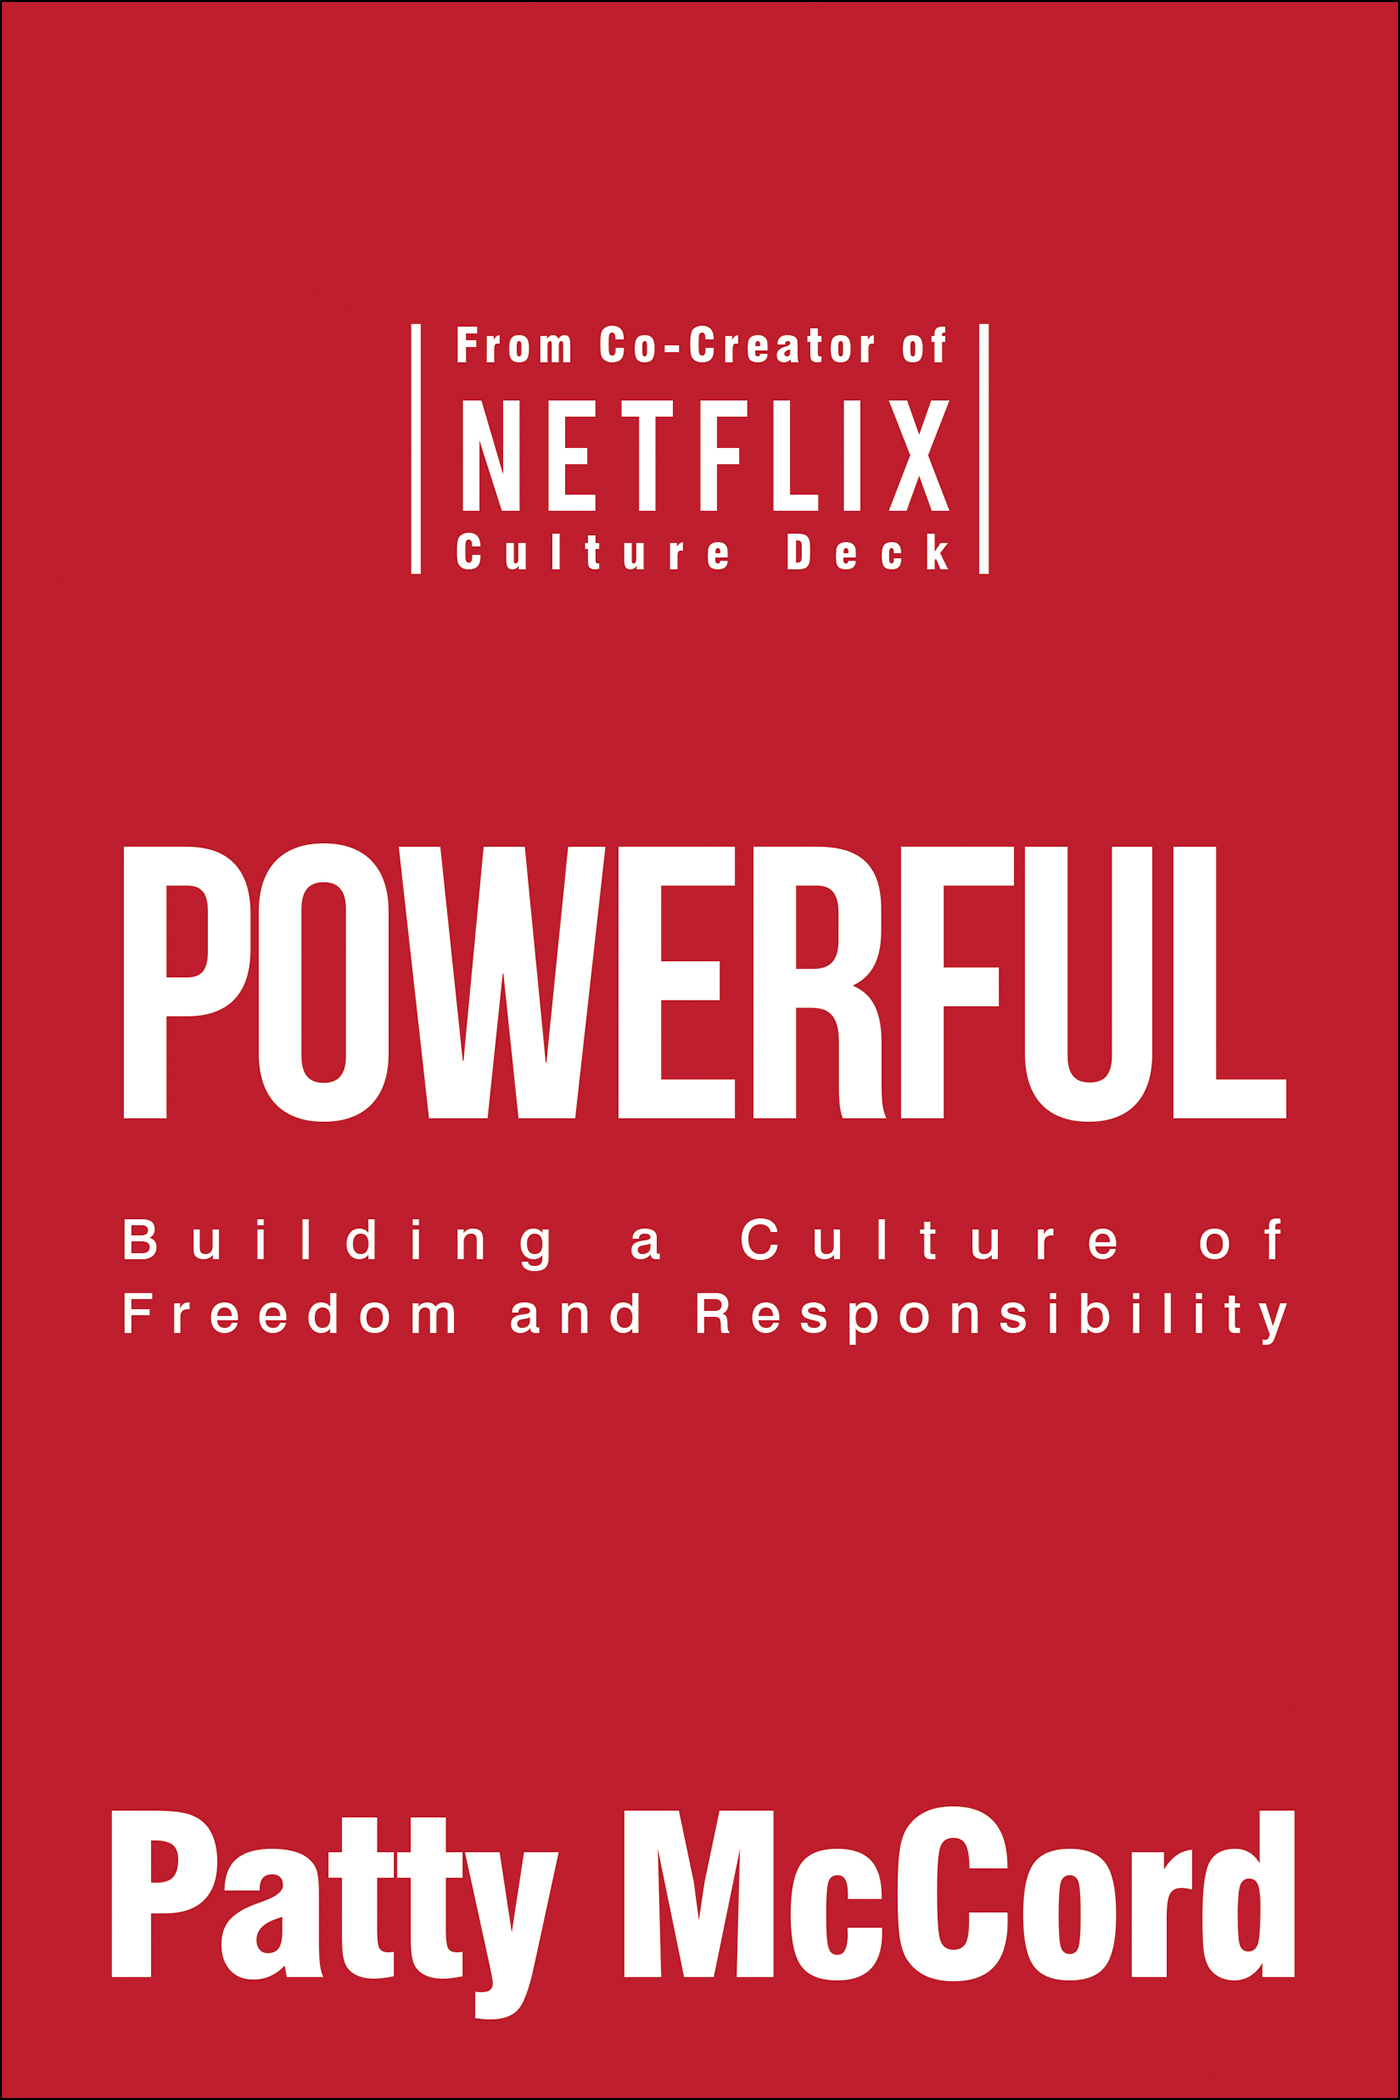 From Co-Creator of
NETFLIX
Culture Deck
POWERFUL
Building a Culture of
Freedom and Responsibility
Patty McCord